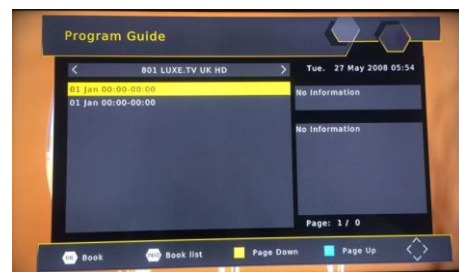 Program Guide
801 LUXE.TV UK HD
Tue. 27 May 2008 05:54
01 Jan 00:00-00:00
01 Jan 00:00-00:00
No Information
No Information
Page: 1/ 0
Book
Book list
Page Down
Page Up